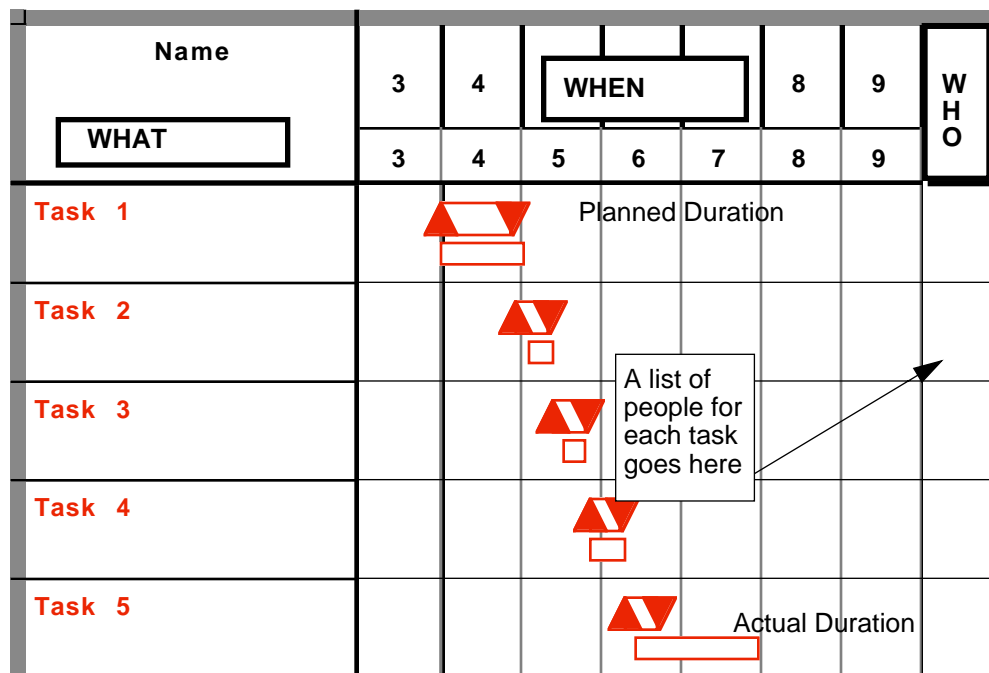 Name
WHAT
3 4 WHEN 8 9
3 4 5 6 7 8 9
W
H
O
Task 1
Planned Duration
Task 2
A list of
people for
each task
goes here
Task 3
Task 4
Task 5
Actual Duration